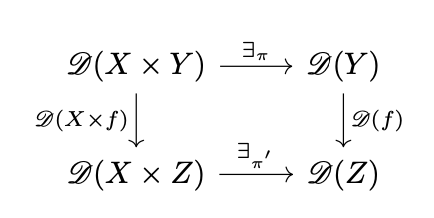 𝒟(X × Y) ∃π 𝒟(Y)
𝒟(X×f) 𝒟(f)
𝒟(X × Z) ∃π′ 𝒟(Z)